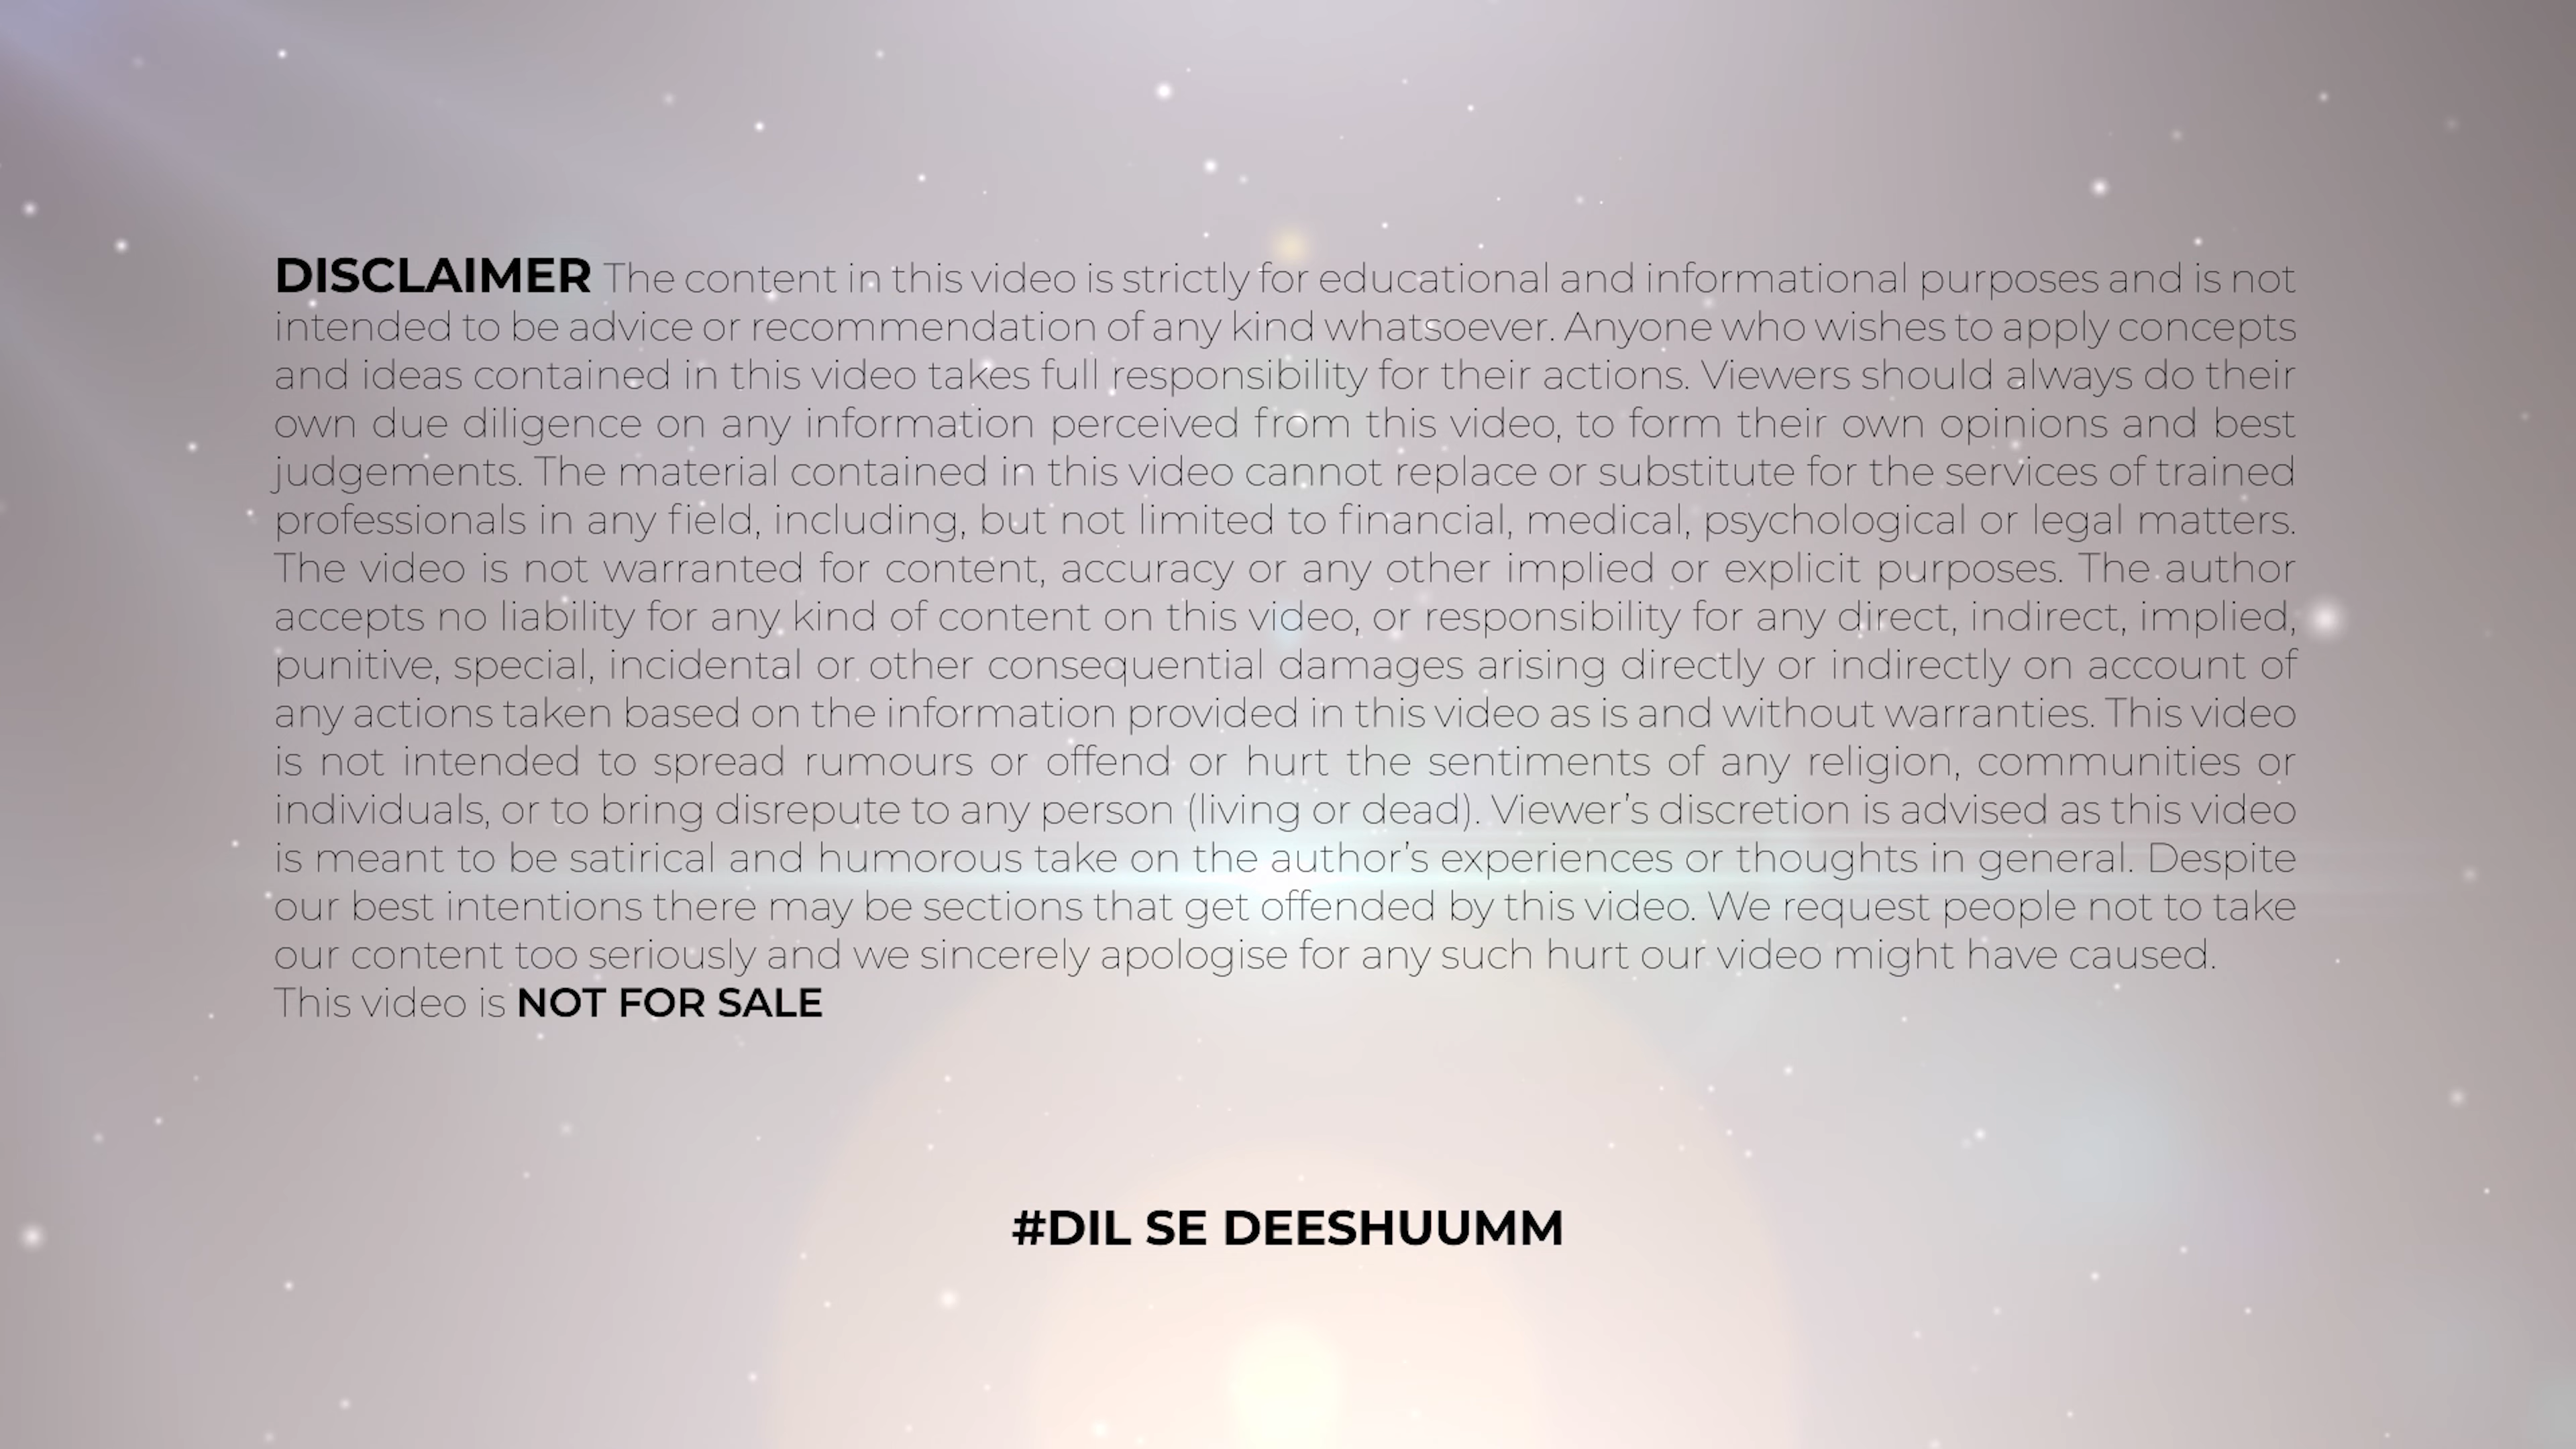 DISCLAIMER The content in this video is strictly for educational and informational purposes and is not
intended to be advice or recommendation of any kind whatsoever. Anyone who wishes to apply concepts
and ideas contained in this video takes full responsibility for their actions. Viewers should always do their
own due diligence on any information perceived from this video, to form their own opinions and best
judgements. The material contained in this video cannot replace or substitute for the services of trained
professionals in any field, including, but not limited to financial, medical, psychological or legal matters.
The video is not warranted for content, accuracy or any other implied or explicit purposes. The author
accepts no liability for any kind of content on this video, or responsibility for any direct, indirect, implied,
punitive, special, incidental or other consequential damages arising directly or indirectly on account of
any actions taken based on the information provided in this video as is and without warranties. This video
is not intended to spread rumours or offend or hurt the sentiments of any religion, communities or
individuals, or to bring disrepute to any person (living or dead). Viewer’s discretion is advised as this video
is meant to be satirical and humorous take on the author’s experiences or thoughts in general. Despite
our best intentions there may be sections that get offended by this video. We request people not to take
our content too seriously and we sincerely apologise for any such hurt our video might have caused.
This video is NOT FOR SALE
#DIL SE DEESHUUMM